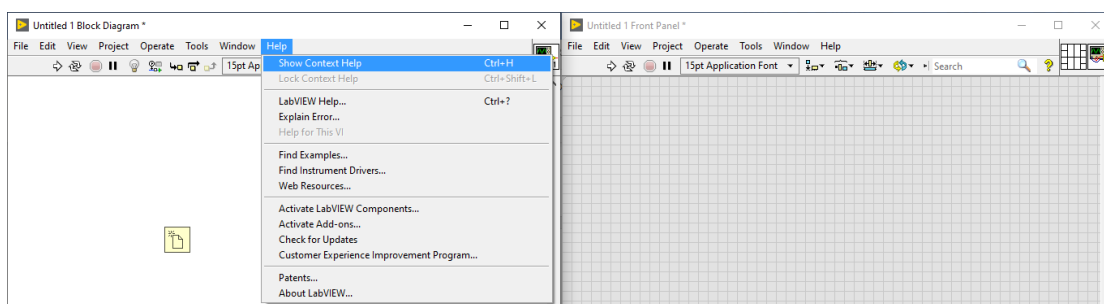 Untitled 1 Block Diagram *
File Edit View Project Operate Tools Window Help
15pt Ap
Show Context Help Ctrl+H
Lock Context Help Ctrl+Shift+L
LabVIEW Help... Ctrl+?
Explain Error...
Help for This VI
Find Examples...
Find Instrument Drivers...
Web Resources...
Activate LabVIEW Components...
Activate Add-ons...
Check for Updates
Customer Experience Improvement Program...
Patents...
About LabVIEW...
Untitled 1 Front Panel *
File Edit View Project Operate Tools Window Help
15pt Application Font Search